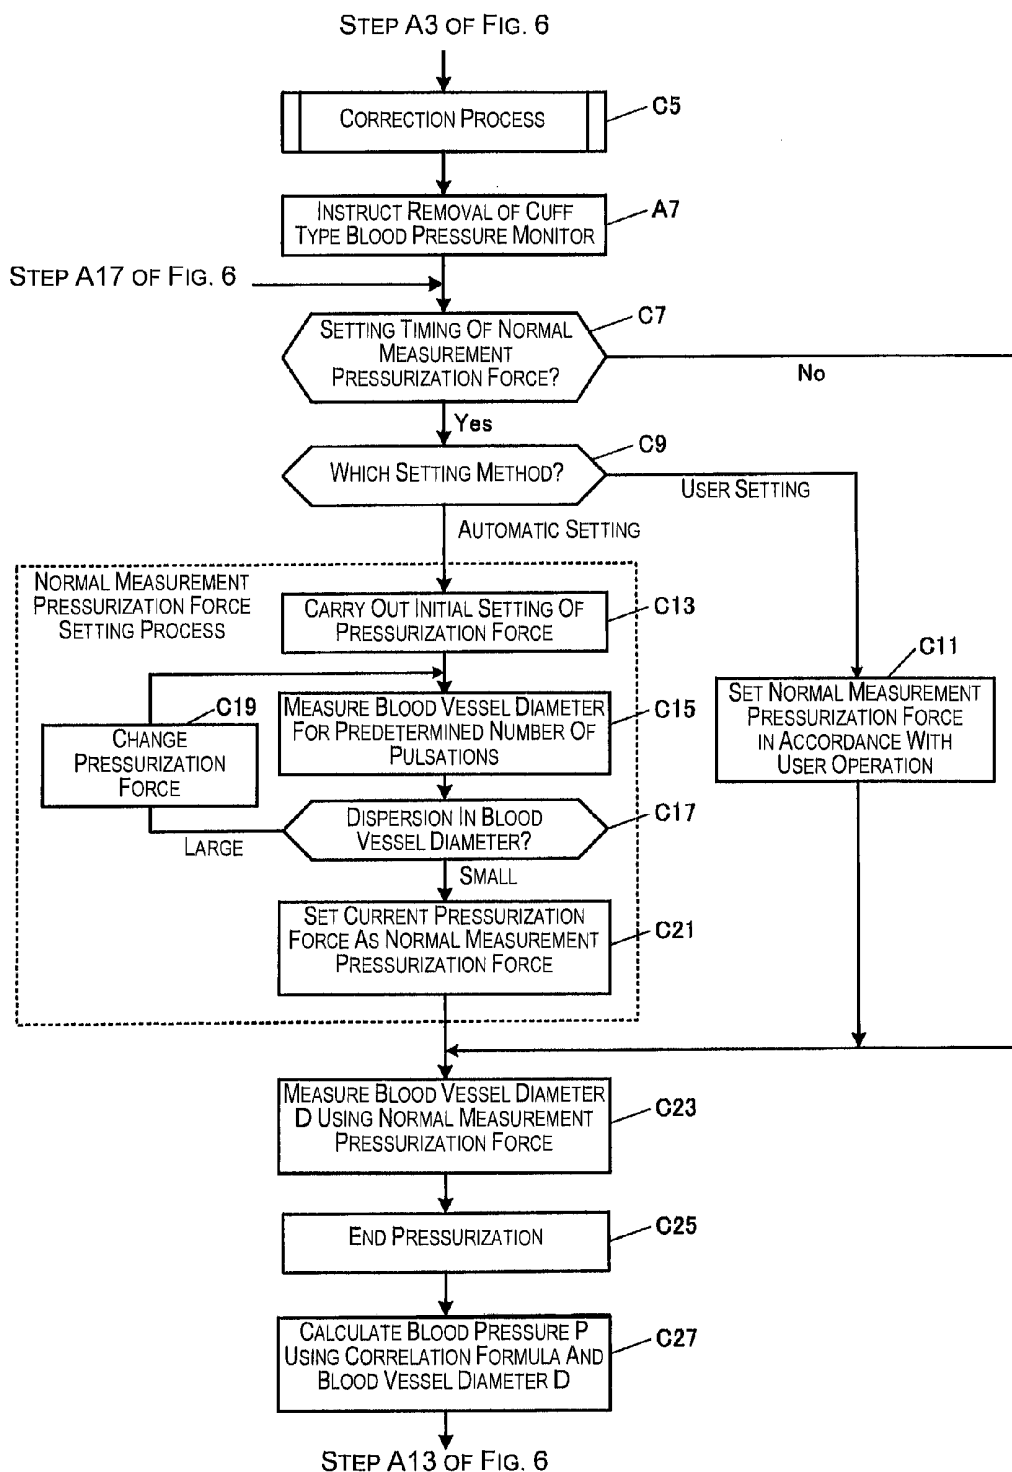 STEP A3 OF FIG. 6
CORRECTION PROCESS
C5
INSTRUCT REMOVAL OF CUFF
TYPE BLOOD PRESSURE MONITOR
A7
STEP A17 OF FIG. 6
SETTING TIMING OF NORMAL
MEASUREMENT
PRESSURIZATION FORCE?
C7
No
Yes
WHICH SETTING METHOD?
C9
USER SETTING
AUTOMATIC SETTING
NORMAL MEASUREMENT
PRESSURIZATION FORCE
SETTING PROCESS
CARRY OUT INITIAL SETTING OF
PRESSURIZATION FORCE
C13
C11
SET NORMAL MEASUREMENT
PRESSURIZATION FORCE
IN ACCORDANCE WITH
USER OPERATION
C19
CHANGE
PRESSURIZATION
FORCE
MEASURE BLOOD VESSEL DIAMETER
FOR PREDETERMINED NUMBER OF
PULSATIONS
C15
DISPERSION IN BLOOD
VESSEL DIAMETER?
C17
LARGE
SMALL
SET CURRENT PRESSURIZATION
FORCE AS NORMAL MEASUREMENT
PRESSURIZATION FORCE
C21
MEASURE BLOOD VESSEL DIAMETER
D USING NORMAL MEASUREMENT
PRESSURIZATION FORCE
C23
END PRESSURIZATION
C25
CALCULATE BLOOD PRESSURE P
USING CORRELATION FORMULA AND
BLOOD VESSEL DIAMETER D
C27
STEP A13 OF FIG. 6